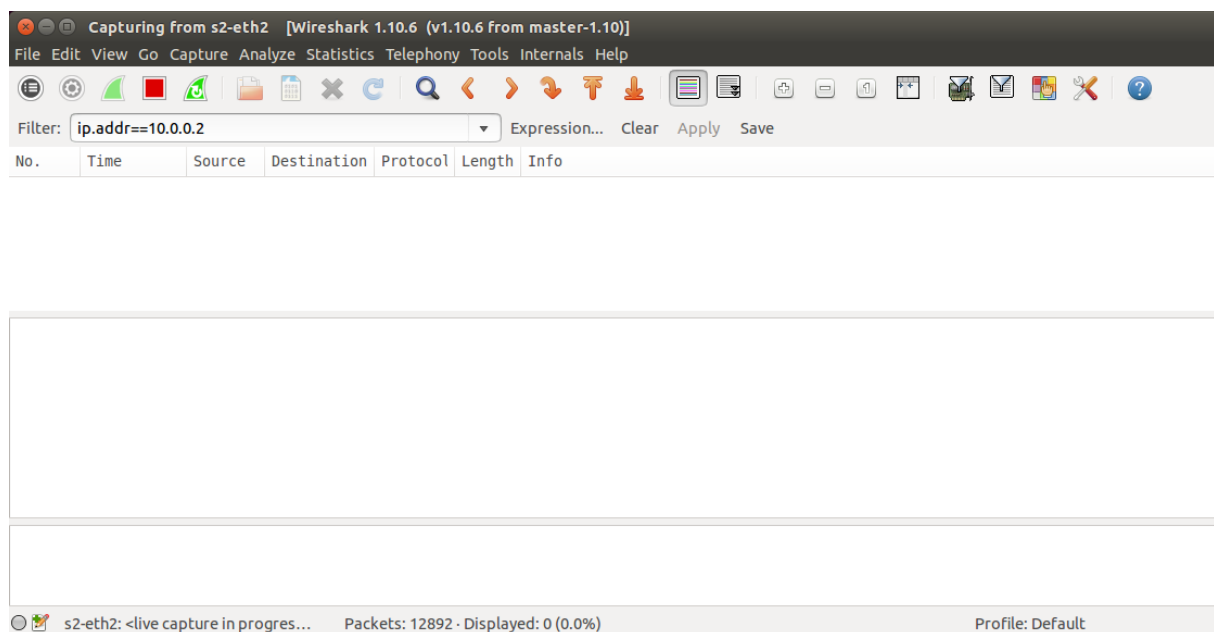 Capturing from s2-eth2 [Wireshark 1.10.6 (v1.10.6 from master-1.10)]
File Edit View Go Capture Analyze Statistics Telephony Tools Internals Help
Filter: ip.addr==10.0.0.2 Expression... Clear Apply Save
No. Time Source Destination Protocol Length Info
s2-eth2: <live capture in progres... Packets: 12892 · Displayed: 0 (0.0%) Profile: Default